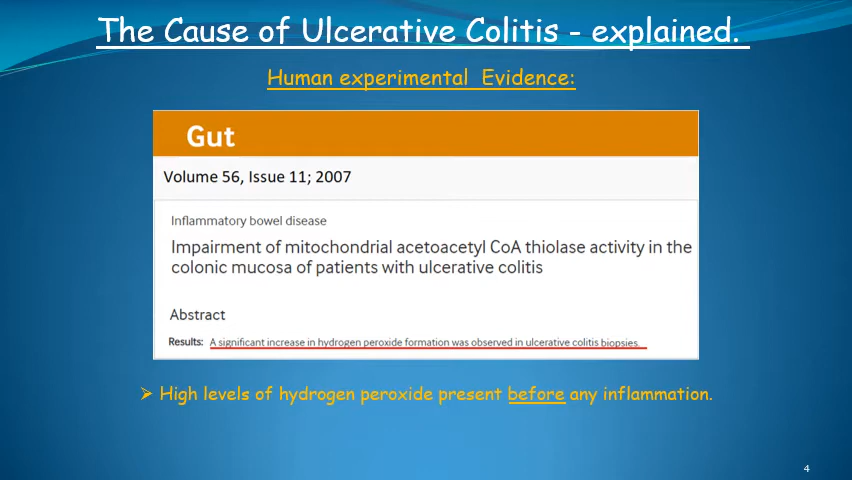 The Cause of Ulcerative Colitis - explained.
Human experimental Evidence:
Gut
Volume 56, Issue 11; 2007
Inflammatory bowel disease
Impairment of mitochondrial acetoacetyl CoA thiolase activity in the
colonic mucosa of patients with ulcerative colitis
Abstract
Results: A significant increase in hydrogen peroxide formation was observed in ulcerative colitis biopsies.
➢ High levels of hydrogen peroxide present before any inflammation.
4